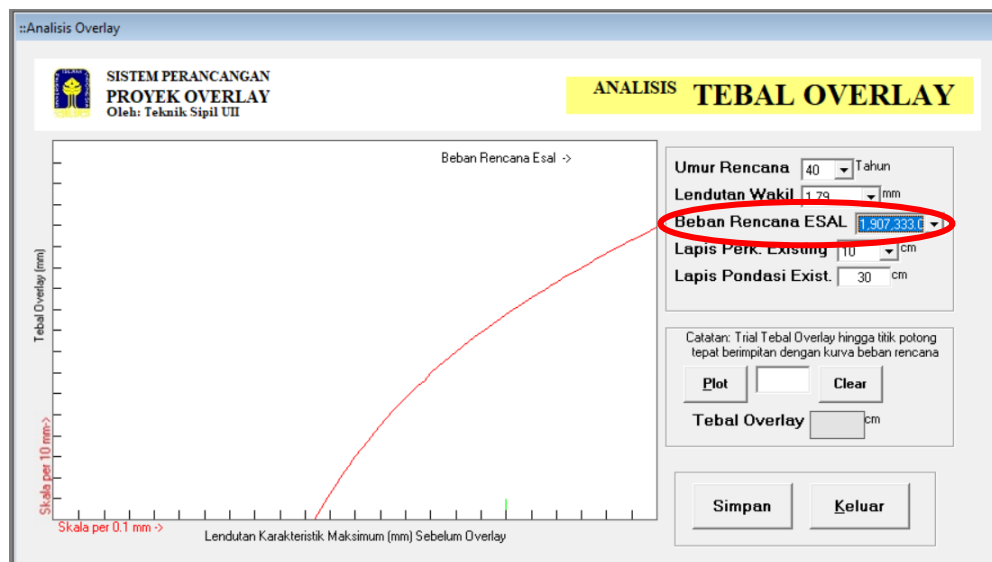 ::Analisis Overlay
SISTEM PERANCANGAN
PROYEK OVERLAY
Oleh: Teknik Sipil UII
ANALISIS TEBAL OVERLAY
Beban Rencana Esal ->
Tebal Overlay (mm)
Skala per 10 mm->
Skala per 0.1 mm ->
Lendutan Karakteristik Maksimum (mm) Sebelum Overlay
Umur Rencana 40 Tahun
Lendutan Wakil 1.79 mm
Beban Rencana ESAL 1,907,333.0
Lapis Perk. Existing 10 cm
Lapis Pondasi Exist. 30 cm
Catatan: Trial Tebal Overlay hingga titik potong
tepat berimpitan dengan kurva beban rencana
Plot Clear
Tebal Overlay cm
Simpan Keluar